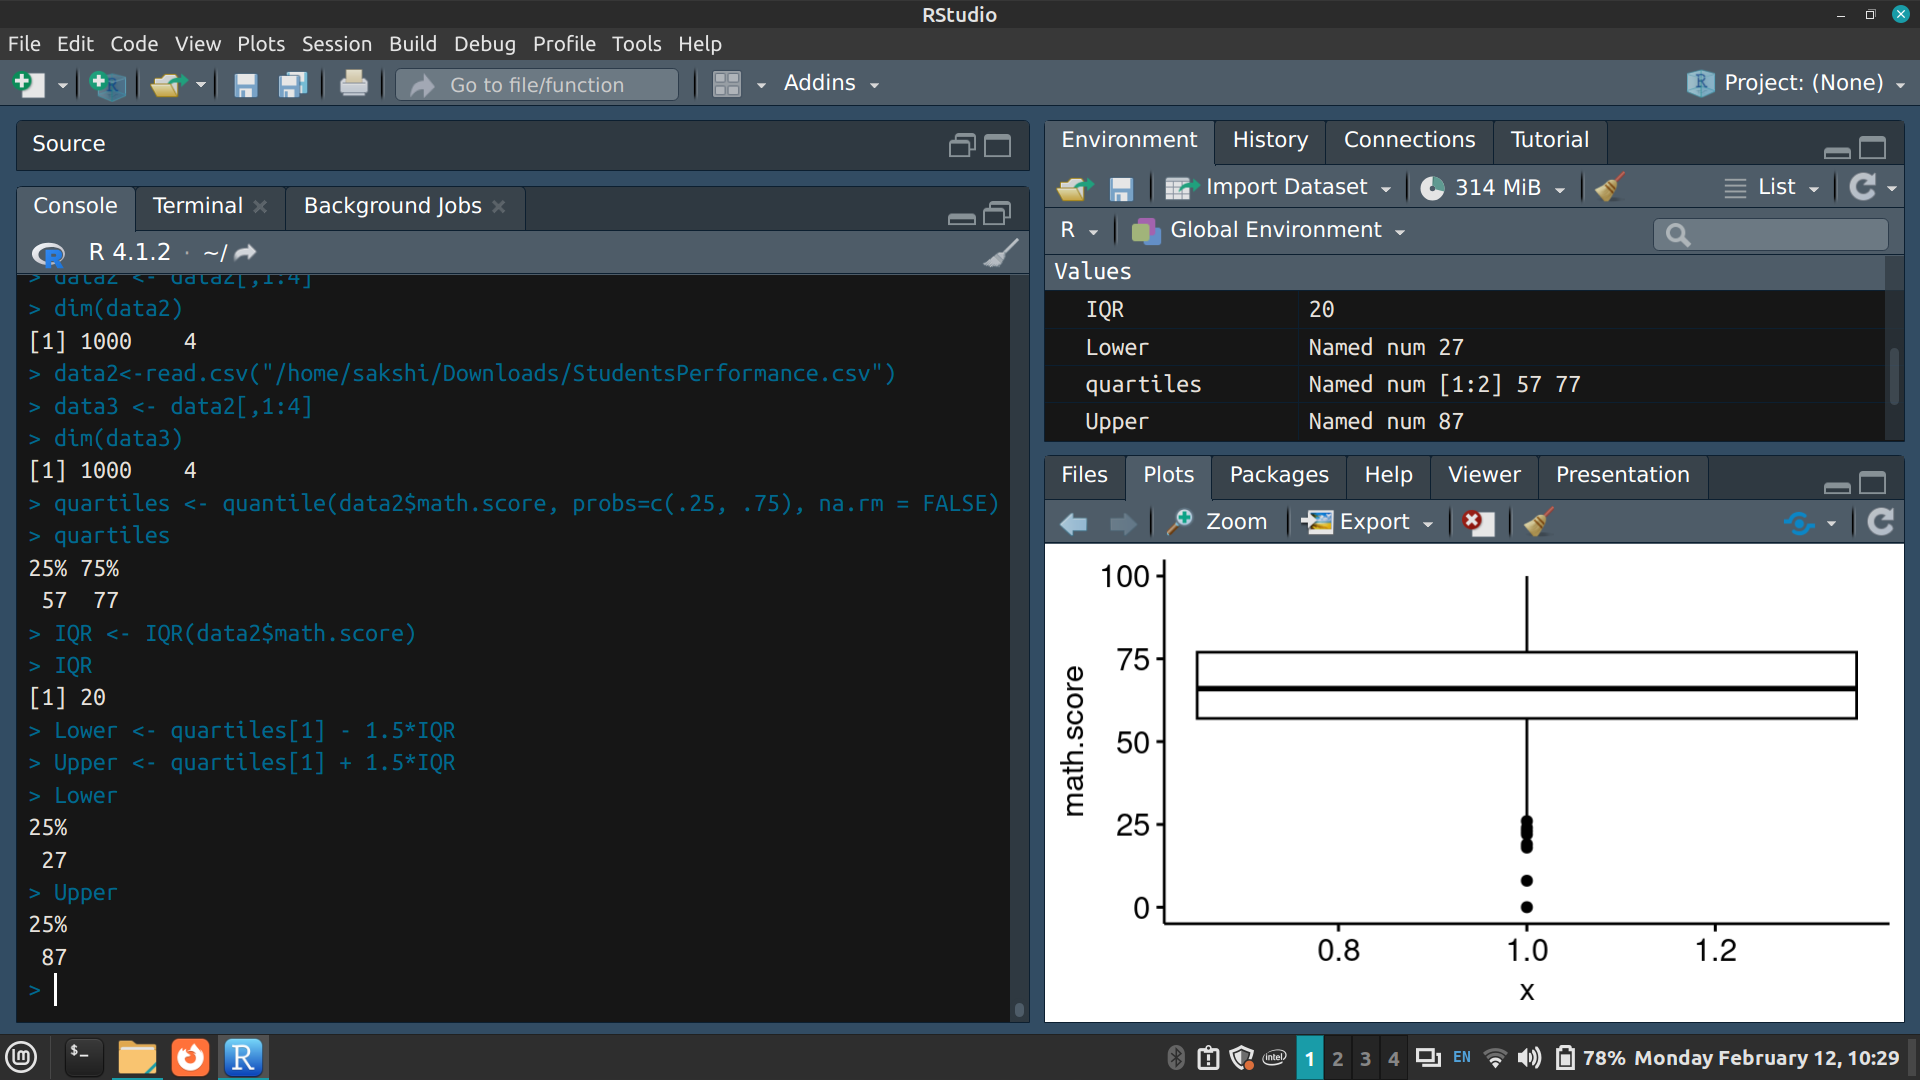 RStudio
File Edit Code View Plots Session Build Debug Profile Tools Help
Go to file/function Addins Project: (None)
Source
Console Terminal Background Jobs
R 4.1.2 · ~/
> data2 <- data2[,1:4]
> dim(data2)
[1] 1000    4
> data2<-read.csv("/home/sakshi/Downloads/StudentsPerformance.csv")
> data3 <- data2[,1:4]
> dim(data3)
[1] 1000    4
> quartiles <- quantile(data2$math.score, probs=c(.25, .75), na.rm = FALSE)
> quartiles
25% 75%
 57  77
> IQR <- IQR(data2$math.score)
> IQR
[1] 20
> Lower <- quartiles[1] - 1.5*IQR
> Upper <- quartiles[1] + 1.5*IQR
> Lower
25%
 27
> Upper
25%
 87
>
Environment History Connections Tutorial
Import Dataset 314 MiB List
R Global Environment
Values
IQR 20
Lower Named num 27
quartiles Named num [1:2] 57 77
Upper Named num 87
Files Plots Packages Help Viewer Presentation
Zoom Export
100
75
50
25
0
math.score
0.8 1.0 1.2
x
$_ R intel 1 2 3 4 EN 78% Monday February 12, 10:29